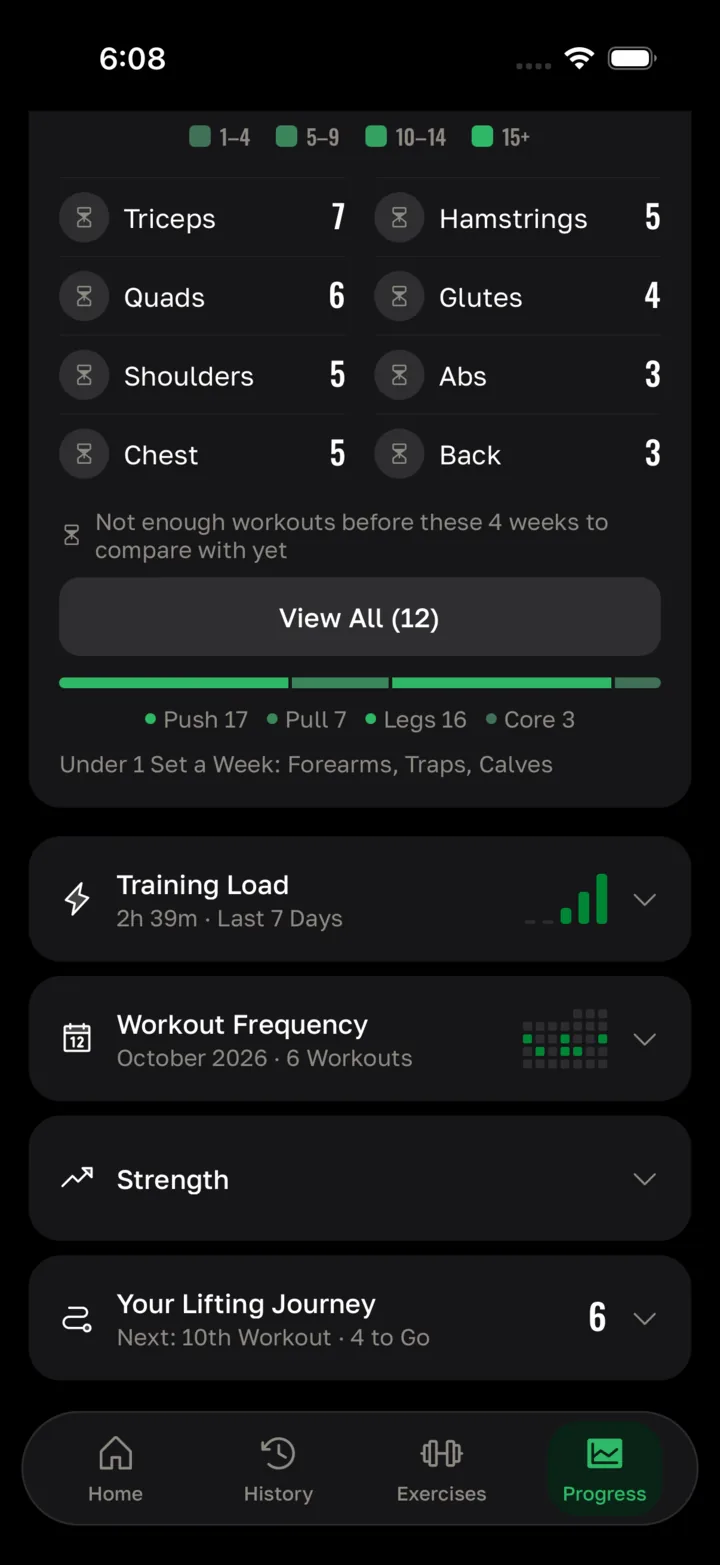 6:08
1–4 5–9 10–14 15+
Triceps 7 Hamstrings 5
Quads 6 Glutes 4
Shoulders 5 Abs 3
Chest 5 Back 3
Not enough workouts before these 4 weeks to
compare with yet
View All (12)
Push 17 Pull 7 Legs 16 Core 3
Under 1 Set a Week: Forearms, Traps, Calves
Training Load
2h 39m · Last 7 Days
12
Workout Frequency
October 2026 · 6 Workouts
Strength
Your Lifting Journey
6
Next: 10th Workout · 4 to Go
Home History Exercises Progress